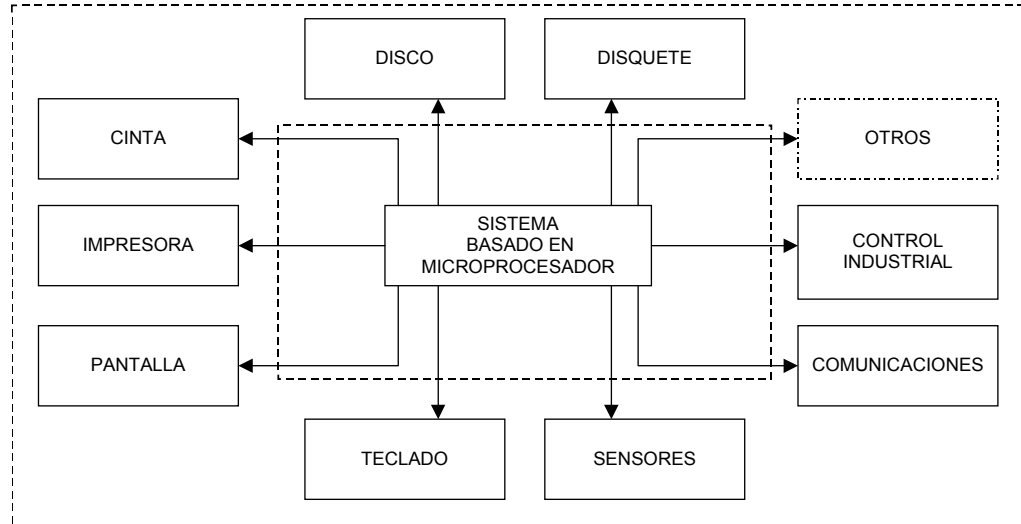 DISCO
DISQUETE
CINTA
OTROS
IMPRESORA
SISTEMA
BASADO EN
MICROPROCESADOR
CONTROL
INDUSTRIAL
PANTALLA
COMUNICACIONES
TECLADO
SENSORES